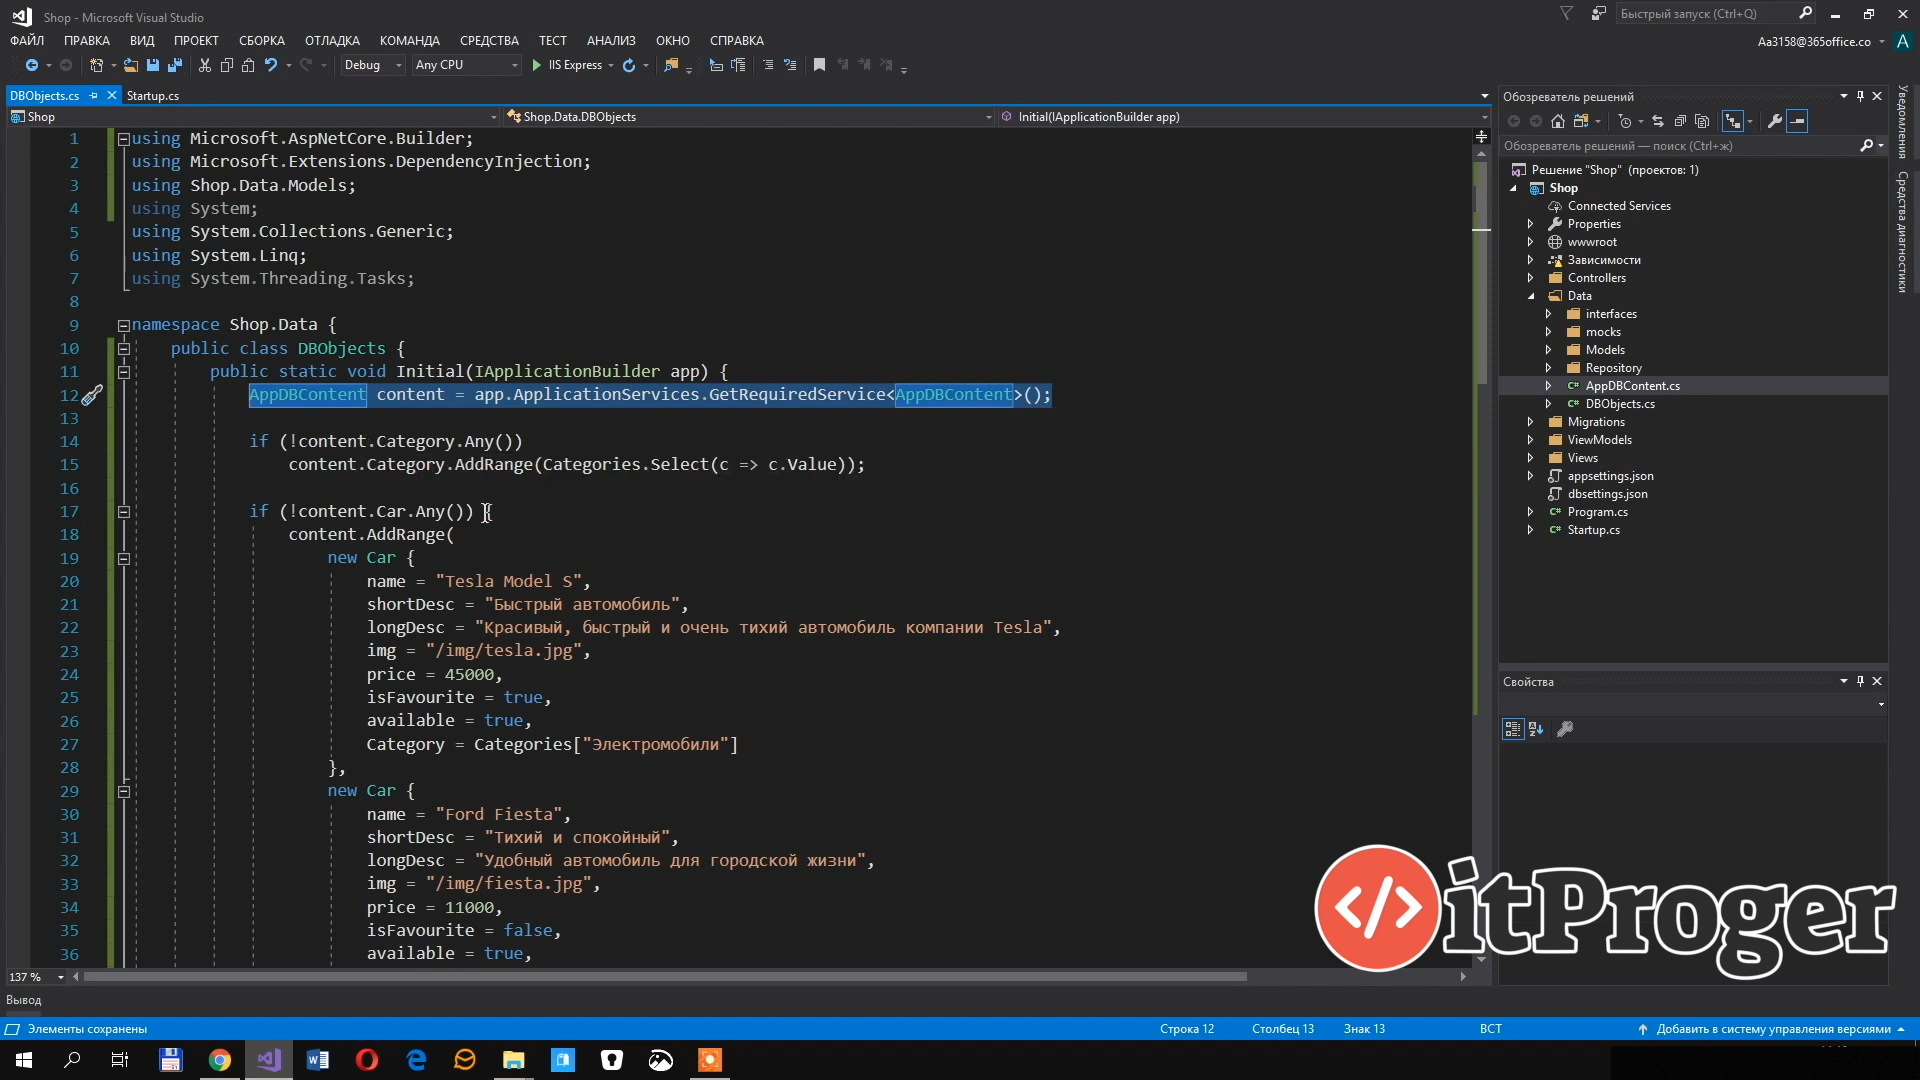 Shop - Microsoft Visual Studio
Быстрый запуск (Ctrl+Q)
ФАЙЛ ПРАВКА ВИД ПРОЕКТ СБОРКА ОТЛАДКА КОМАНДА СРЕДСТВА ТЕСТ АНАЛИЗ ОКНО СПРАВКА
Aa3158@365office.co A
Debug Any CPU IIS Express
DBObjects.cs Startup.cs
Shop Shop.Data.DBObjects Initial(IApplicationBuilder app)
1 using Microsoft.AspNetCore.Builder;
2 using Microsoft.Extensions.DependencyInjection;
3 using Shop.Data.Models;
4 using System;
5 using System.Collections.Generic;
6 using System.Linq;
7 using System.Threading.Tasks;
8
9 namespace Shop.Data {
10 public class DBObjects {
11 public static void Initial(IApplicationBuilder app) {
12 AppDBContent content = app.ApplicationServices.GetRequiredService<AppDBContent>();
13
14 if (!content.Category.Any())
15 content.Category.AddRange(Categories.Select(c => c.Value));
16
17 if (!content.Car.Any()) {
18 content.AddRange(
19 new Car {
20 name = "Tesla Model S",
21 shortDesc = "Быстрый автомобиль",
22 longDesc = "Красивый, быстрый и очень тихий автомобиль компании Tesla",
23 img = "/img/tesla.jpg",
24 price = 45000,
25 isFavourite = true,
26 available = true,
27 Category = Categories["Электромобили"]
28 },
29 new Car {
30 name = "Ford Fiesta",
31 shortDesc = "Тихий и спокойный",
32 longDesc = "Удобный автомобиль для городской жизни",
33 img = "/img/fiesta.jpg",
34 price = 11000,
35 isFavourite = false,
36 available = true,
137 %
Вывод
Обозреватель решений
Обозреватель решений — поиск (Ctrl+ж)
Решение "Shop" (проектов: 1)
Shop
Connected Services
Properties
wwwroot
Зависимости
Controllers
Data
interfaces
mocks
Models
Repository
AppDBContent.cs
DBObjects.cs
Migrations
ViewModels
Views
appsettings.json
dbsettings.json
Program.cs
Startup.cs
Свойства
Уведомления
Средства диагностики
</>itProger
Элементы сохранены Строка 12 Столбец 13 Знак 13 ВСТ Добавить в систему управления версиями